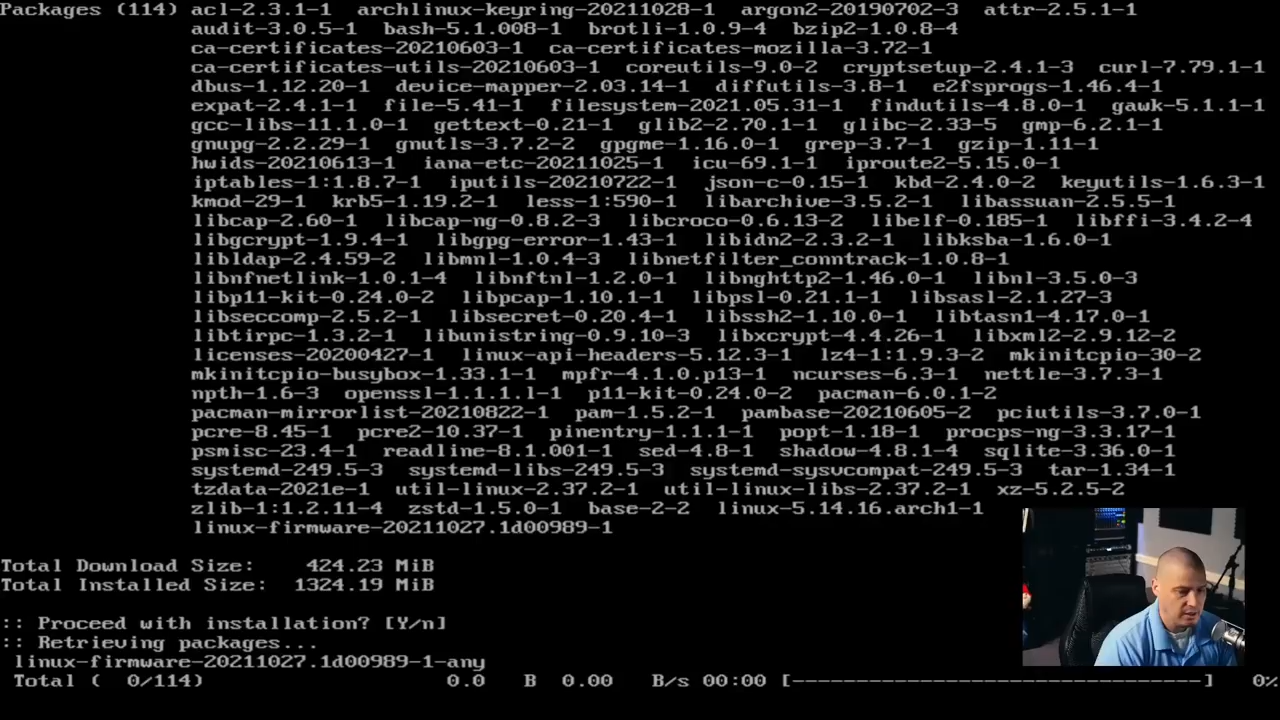 Packages (114) acl-2.3.1-1 archlinux-keyring-20211028-1 argon2-20190702-3 attr-2.5.1-1
audit-3.0.5-1 bash-5.1.008-1 brotli-1.0.9-4 bzip2-1.0.8-4
ca-certificates-20210603-1 ca-certificates-mozilla-3.72-1
ca-certificates-utils-20210603-1 coreutils-9.0-2 cryptsetup-2.4.1-3 curl-7.79.1-1
dbus-1.12.20-1 device-mapper-2.03.14-1 diffutils-3.8-1 e2fsprogs-1.46.4-1
expat-2.4.1-1 file-5.41-1 filesystem-2021.05.31-1 findutils-4.8.0-1 gawk-5.1.1-1
gcc-libs-11.1.0-1 gettext-0.21-1 glib2-2.70.1-1 glibc-2.33-5 gmp-6.2.1-1
gnupg-2.2.29-1 gnutls-3.7.2-2 gpgme-1.16.0-1 grep-3.7-1 gzip-1.11-1
hwids-20210613-1 iana-etc-20211025-1 icu-69.1-1 iproute2-5.15.0-1
iptables-1:1.8.7-1 iputils-20210722-1 json-c-0.15-1 kbd-2.4.0-2 keyutils-1.6.3-1
kmod-29-1 krb5-1.19.2-1 less-1:590-1 libarchive-3.5.2-1 libassuan-2.5.5-1
libcap-2.60-1 libcap-ng-0.8.2-3 libcroco-0.6.13-2 libelf-0.185-1 libffi-3.4.2-4
libgcrypt-1.9.4-1 libgpg-error-1.43-1 libidn2-2.3.2-1 libksba-1.6.0-1
libldap-2.4.59-2 libmnl-1.0.4-3 libnetfilter_conntrack-1.0.8-1
libnfnetlink-1.0.1-4 libnftnl-1.2.0-1 libnghttp2-1.46.0-1 libnl-3.5.0-3
libp11-kit-0.24.0-2 libpcap-1.10.1-1 libpsl-0.21.1-1 libsasl-2.1.27-3
libseccomp-2.5.2-1 libsecret-0.20.4-1 libssh2-1.10.0-1 libtasn1-4.17.0-1
libtirpc-1.3.2-1 libunistring-0.9.10-3 libxcrypt-4.4.26-1 libxml2-2.9.12-2
licenses-20200427-1 linux-api-headers-5.12.3-1 lz4-1:1.9.3-2 mkinitcpio-30-2
mkinitcpio-busybox-1.33.1-1 mpfr-4.1.0.p13-1 ncurses-6.3-1 nettle-3.7.3-1
npth-1.6-3 openssl-1.1.1.l-1 p11-kit-0.24.0-2 pacman-6.0.1-2
pacman-mirrorlist-20210822-1 pam-1.5.2-1 pambase-20210605-2 pciutils-3.7.0-1
pcre-8.45-1 pcre2-10.37-1 pinentry-1.1.1-1 popt-1.18-1 procps-ng-3.3.17-1
psmisc-23.4-1 readline-8.1.001-1 sed-4.8-1 shadow-4.8.1-4 sqlite-3.36.0-1
systemd-249.5-3 systemd-libs-249.5-3 systemd-sysvcompat-249.5-3 tar-1.34-1
tzdata-2021e-1 util-linux-2.37.2-1 util-linux-libs-2.37.2-1 xz-5.2.5-2
zlib-1:1.2.11-4 zstd-1.5.0-1 base-2-2 linux-5.14.16.arch1-1
linux-firmware-20211027.1d00989-1
Total Download Size: 424.23 MiB
Total Installed Size: 1324.19 MiB
:: Proceed with installation? [Y/n]
:: Retrieving packages...
linux-firmware-20211027.1d00989-1-any
Total ( 0/114) 0.0 B 0.00 B/s 00:00 [-------------------------------] 0%